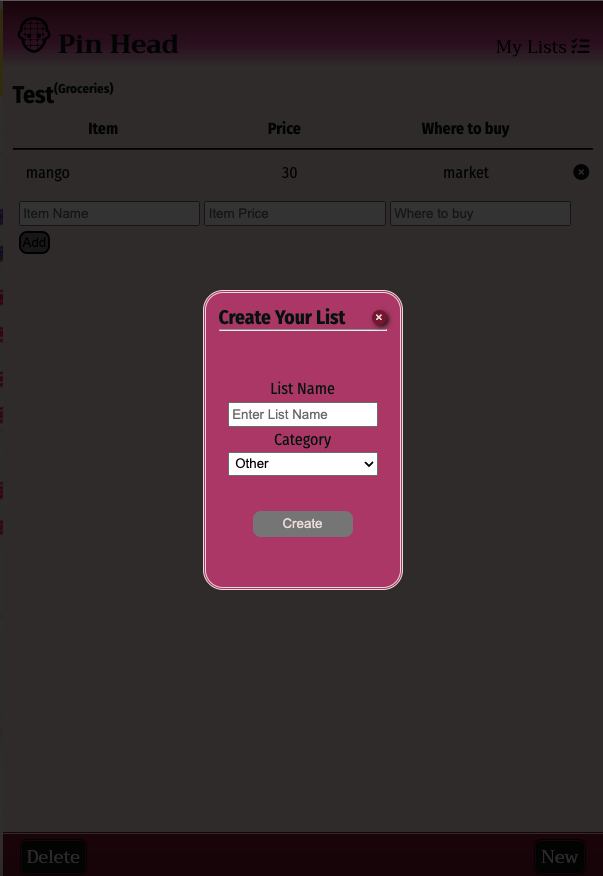 Pin Head
My Lists
Test(Groceries)
Item Price Where to buy
mango 30 market
Item Name Item Price Where to buy
Add
Create Your List
List Name
Enter List Name
Category
Other
Create
Delete New